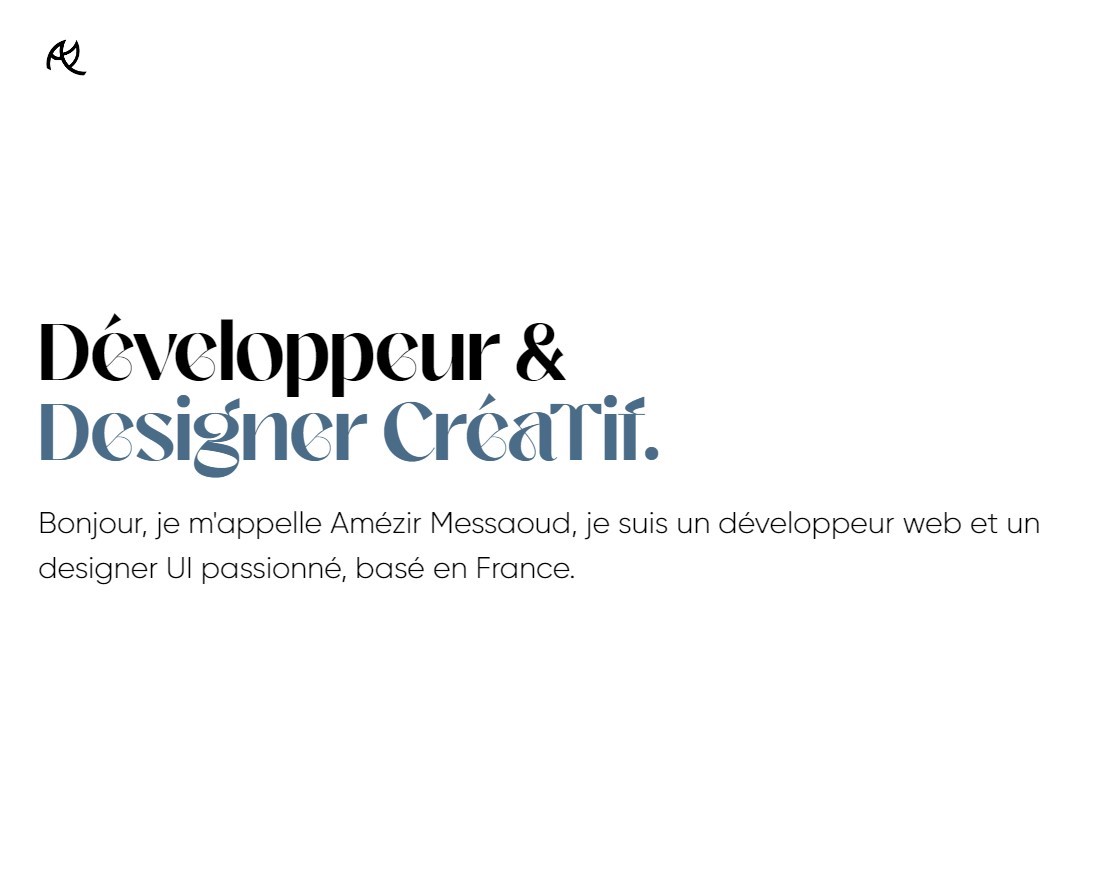 Développeur &
Designer Créatif.
Bonjour, je m'appelle Amézir Messaoud, je suis un développeur web et un
designer UI passionné, basé en France.